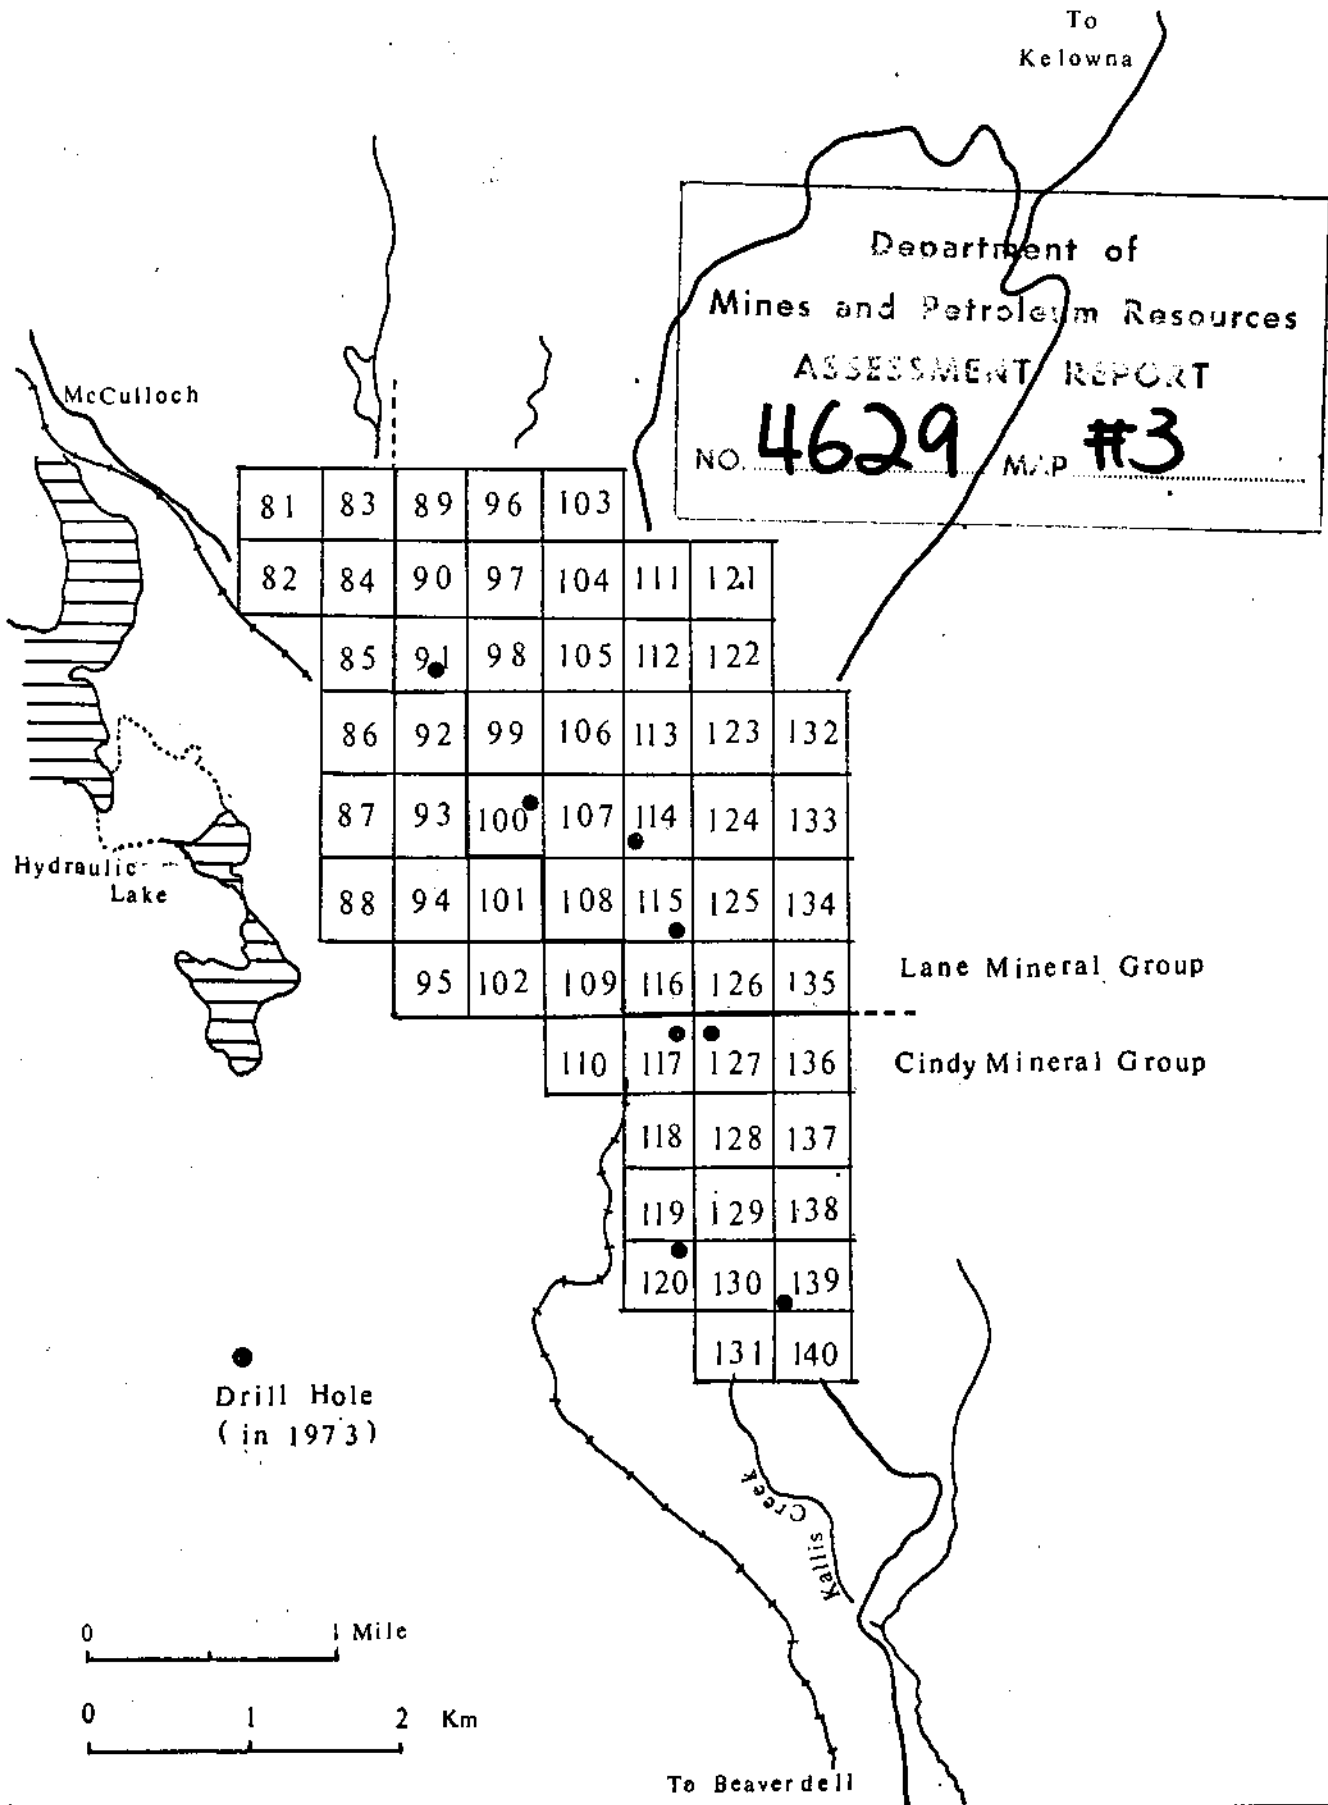 To
Kelowna
Department of
Mines and Petroleum Resources
ASSESSMENT REPORT
NO. 4629 MAP #3
McCulloch
81 83 89 96 103
82 84 90 97 104 111 121
85 91 98 105 112 122
86 92 99 106 113 123 132
87 93 100 107 114 124 133
Hydraulic
Lake
88 94 101 108 115 125 134
95 102 109 116 126 135
Lane Mineral Group
110 117 127 136
Cindy Mineral Group
118 128 137
119 129 138
120 130 139
131 140
Drill Hole
(in 1973)
Kallis Creek
0 1 Mile
0 1 2 Km
To Beaverdell